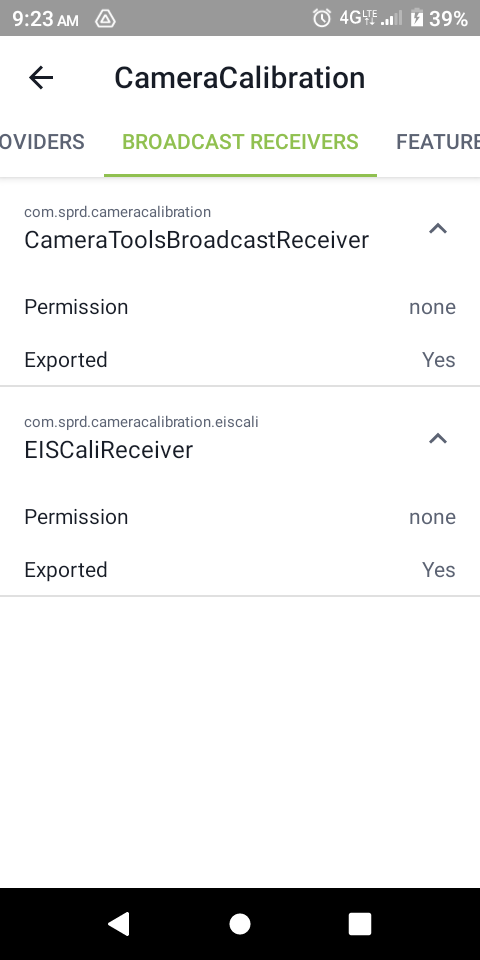 9:23 AM 4G LTE 39%
CameraCalibration
OVIDERS BROADCAST RECEIVERS FEATURE
com.sprd.cameracalibration
CameraToolsBroadcastReceiver
Permission none
Exported Yes
com.sprd.cameracalibration.eiscali
EISCaliReceiver
Permission none
Exported Yes